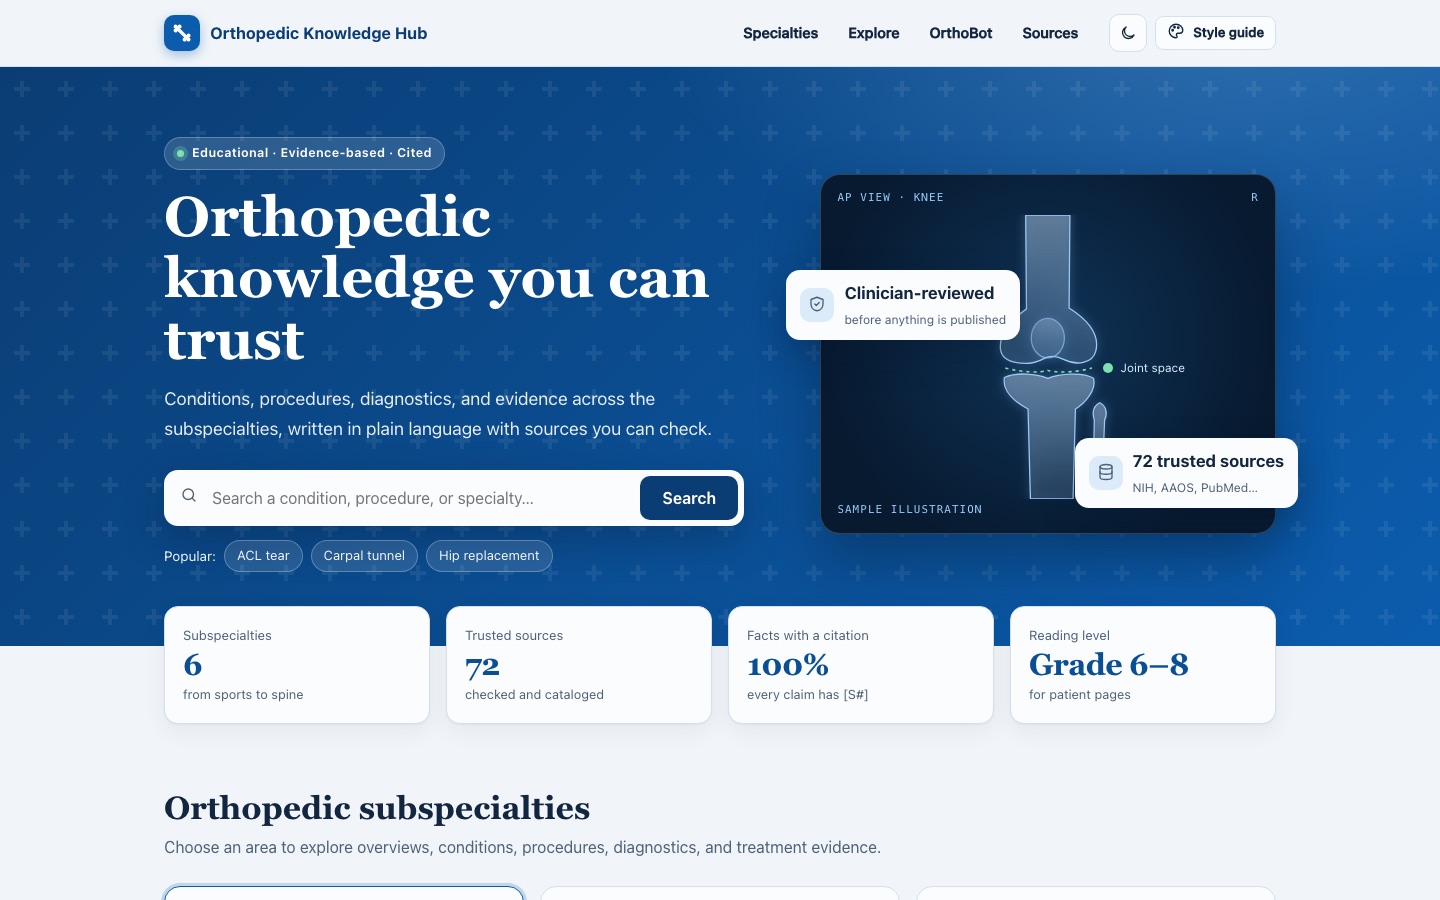 Orthopedic Knowledge Hub
Specialties
Explore
OrthoBot
Sources
Style guide
Educational · Evidence-based · Cited
Orthopedic
knowledge you can
trust
Conditions, procedures, diagnostics, and evidence across the
subspecialties, written in plain language with sources you can check.
Search a condition, procedure, or specialty...
Search
Popular:
ACL tear
Carpal tunnel
Hip replacement
AP VIEW · KNEE
R
Clinician-reviewed
before anything is published
Joint space
72 trusted sources
NIH, AAOS, PubMed...
SAMPLE ILLUSTRATION
Subspecialties
6
from sports to spine
Trusted sources
72
checked and cataloged
Facts with a citation
100%
every claim has [S#]
Reading level
Grade 6–8
for patient pages
Orthopedic subspecialties
Choose an area to explore overviews, conditions, procedures, diagnostics, and treatment evidence.